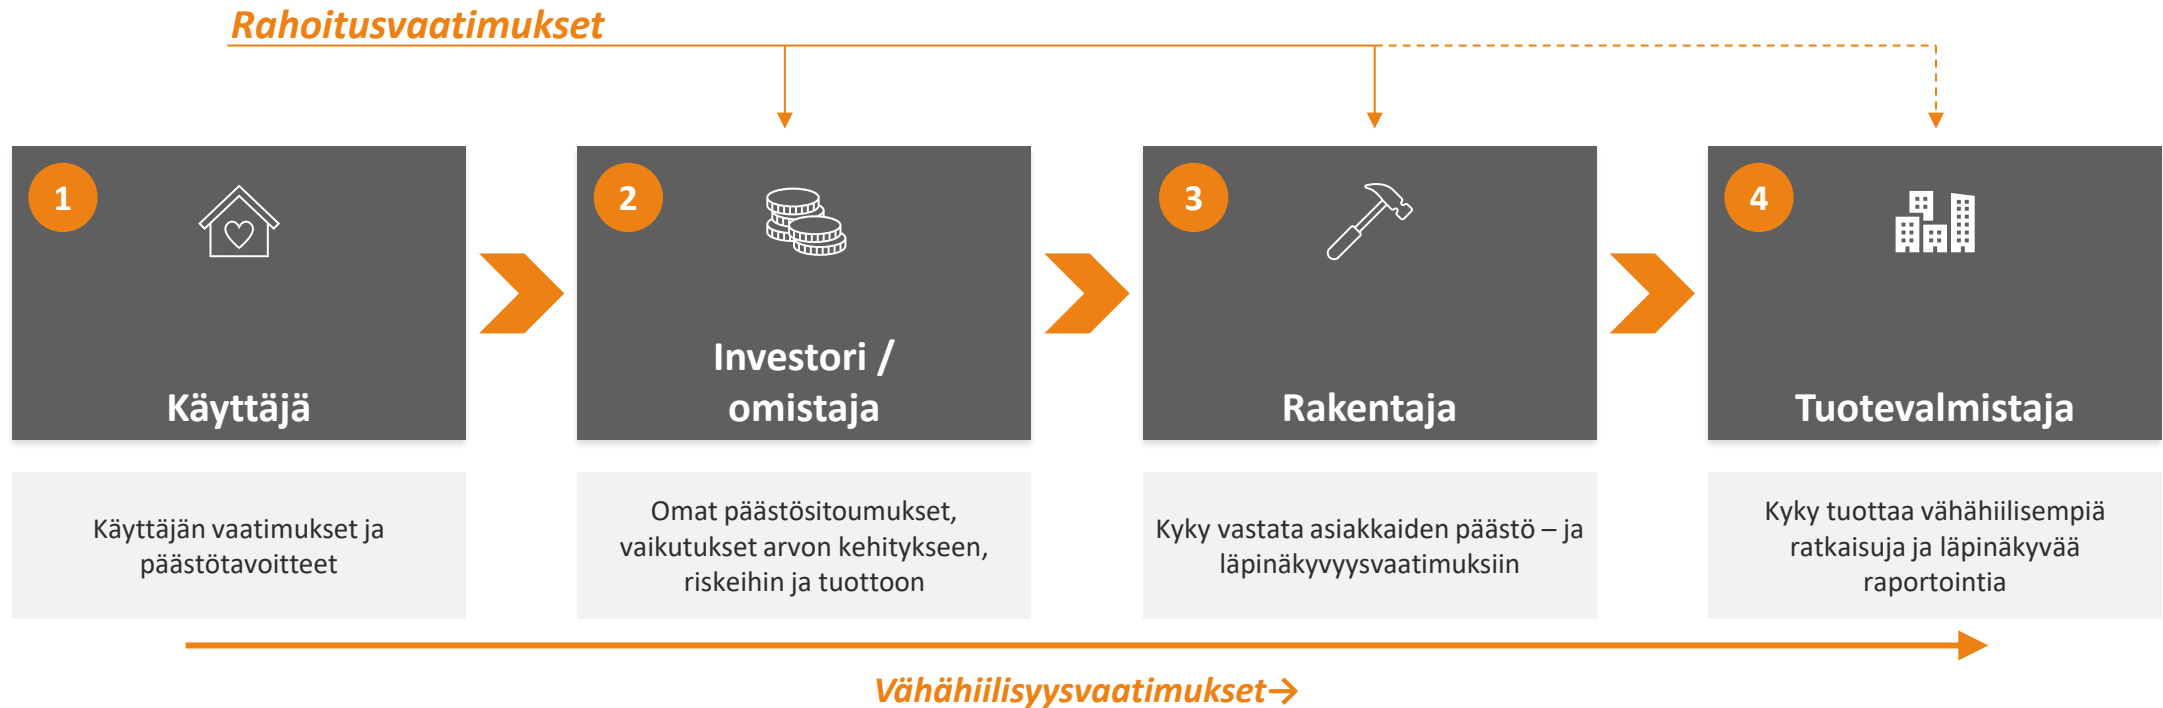 Rahoitusvaatimukset
1
Käyttäjä
Käyttäjän vaatimukset ja
päästötavoitteet
2
Investori /
omistaja
Omat päästösitoumukset,
vaikutukset arvon kehitykseen,
riskeihin ja tuottoon
3
Rakentaja
Kyky vastata asiakkaiden päästö – ja
läpinäkyvyysvaatimuksiin
4
Tuotevalmistaja
Kyky tuottaa vähähiilisempiä
ratkaisuja ja läpinäkyvää
raportointia
Vähähiilisyysvaatimukset→